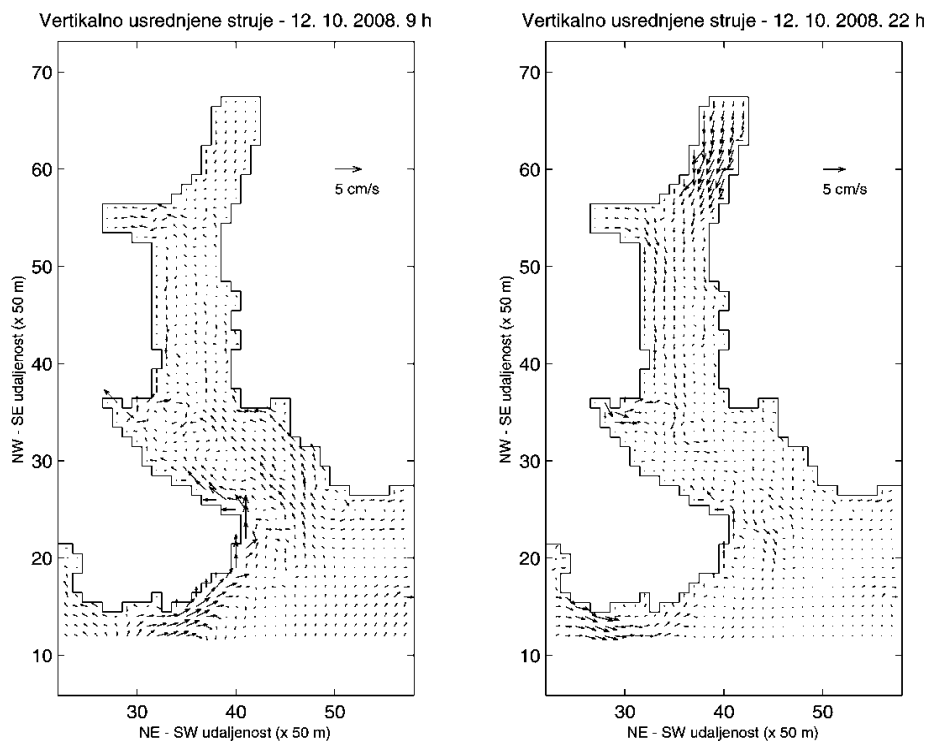 Vertikalno usrednjene struje - 12. 10. 2008. 9 h
70
60
50
40
30
20
10
5 cm/s
NW - SE udaljenost (x 50 m)
30
40
50
NE - SW udaljenost (x 50 m)
Vertikalno usrednjene struje - 12. 10. 2008. 22 h
70
60
50
40
30
20
10
5 cm/s
NW - SE udaljenost (x 50 m)
30
40
50
NE - SW udaljenost (x 50 m)